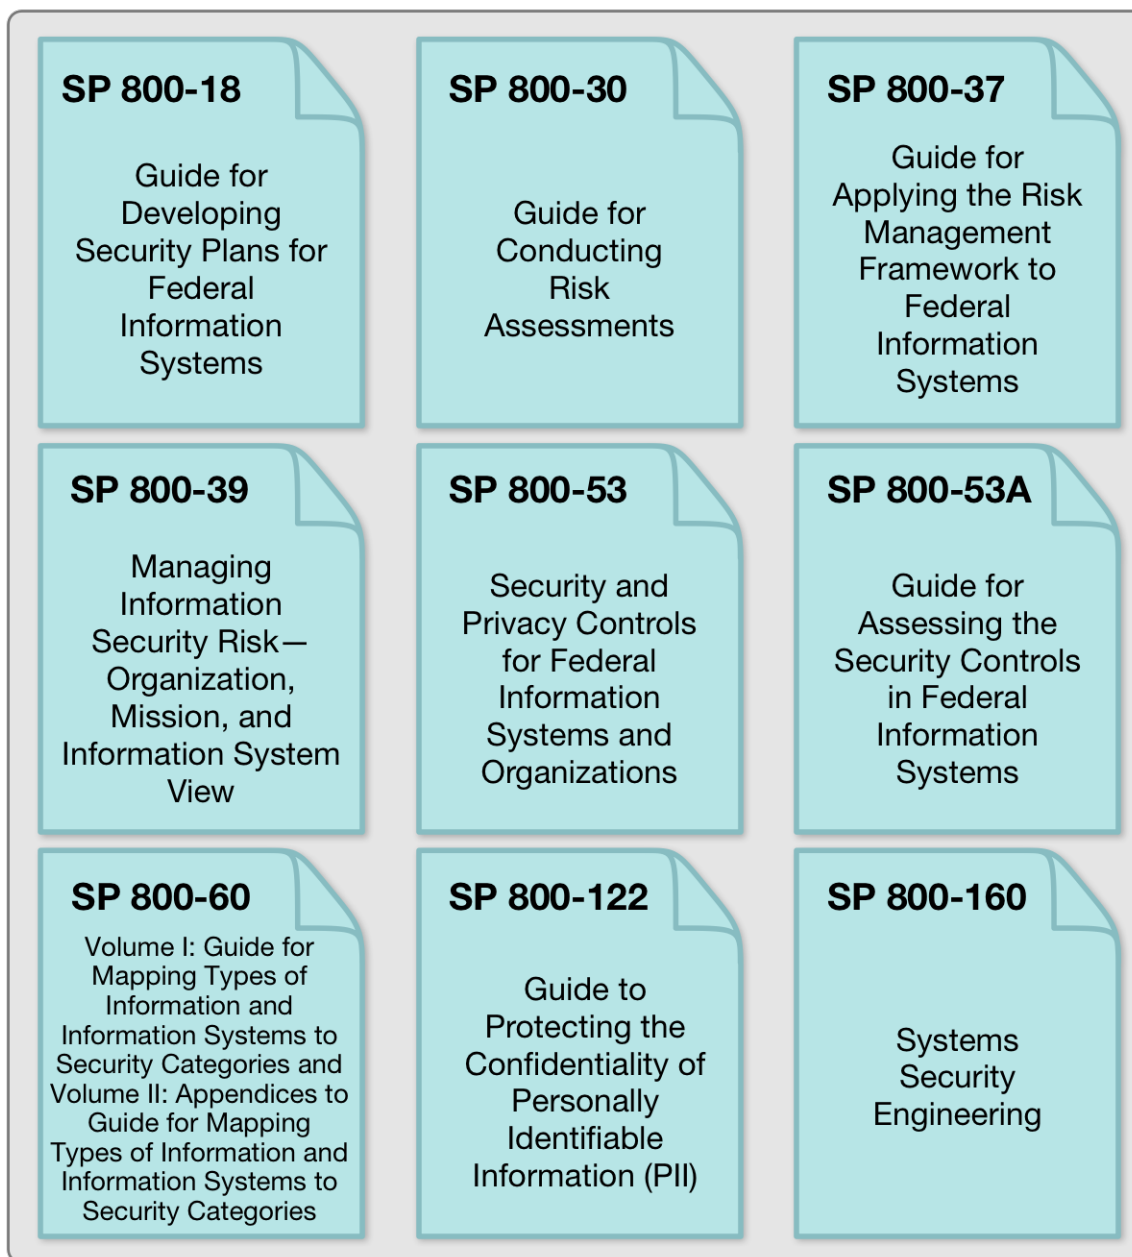 SP 800-18
Guide for
Developing
Security Plans for
Federal
Information
Systems
SP 800-30
Guide for
Conducting
Risk
Assessments
SP 800-37
Guide for
Applying the Risk
Management
Framework to
Federal
Information
Systems
SP 800-39
Managing
Information
Security Risk—
Organization,
Mission, and
Information System
View
SP 800-53
Security and
Privacy Controls
for Federal
Information
Systems and
Organizations
SP 800-53A
Guide for
Assessing the
Security Controls
in Federal
Information
Systems
SP 800-60
Volume I: Guide for
Mapping Types of
Information and
Information Systems to
Security Categories and
Volume II: Appendices to
Guide for Mapping
Types of Information and
Information Systems to
Security Categories
SP 800-122
Guide to
Protecting the
Confidentiality of
Personally
Identifiable
Information (PII)
SP 800-160
Systems
Security
Engineering